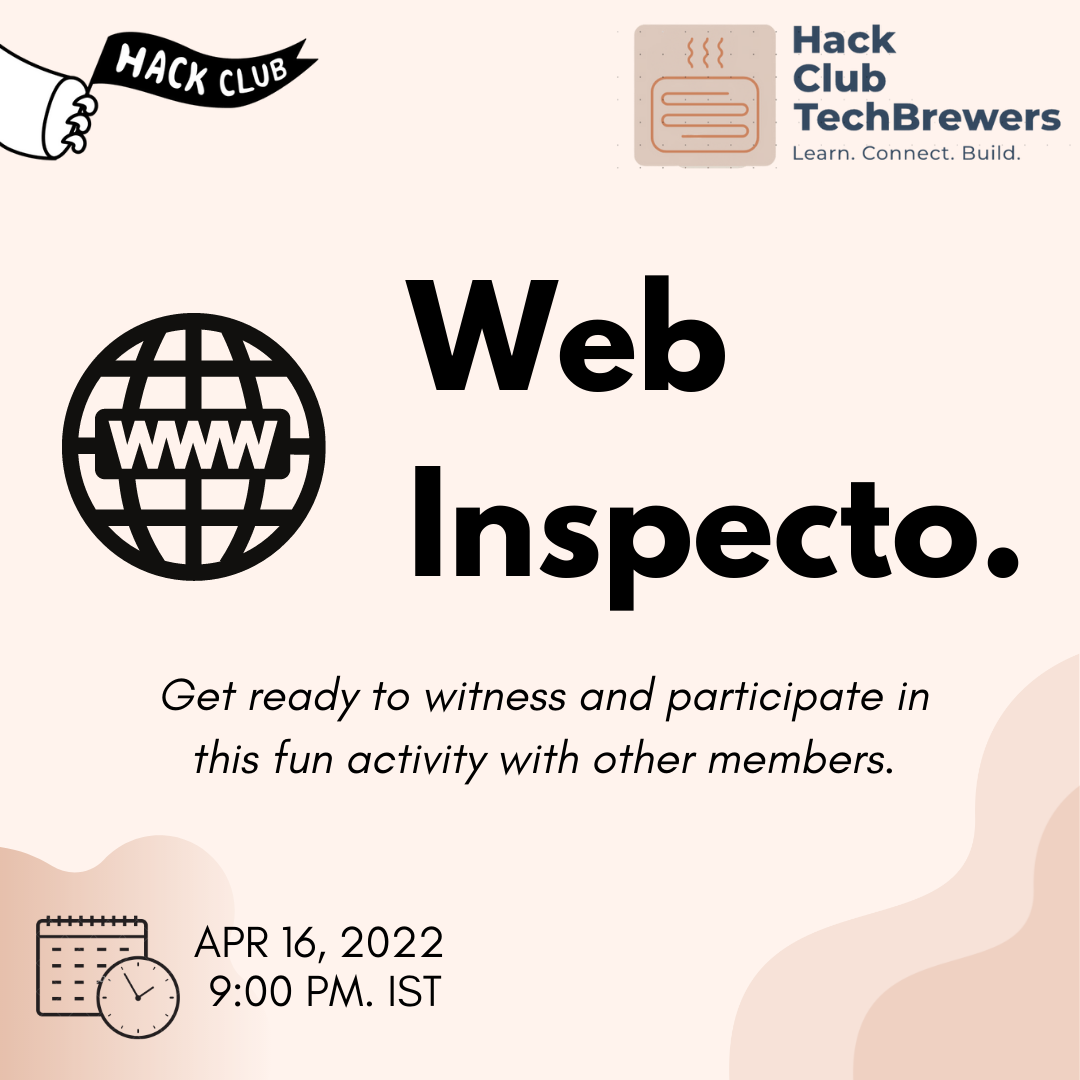 HACK CLUB
Hack
Club
TechBrewers
Learn. Connect. Build.
Web
Inspecto.
WWW
Get ready to witness and participate in
this fun activity with other members.
APR 16, 2022
9:00 PM. IST